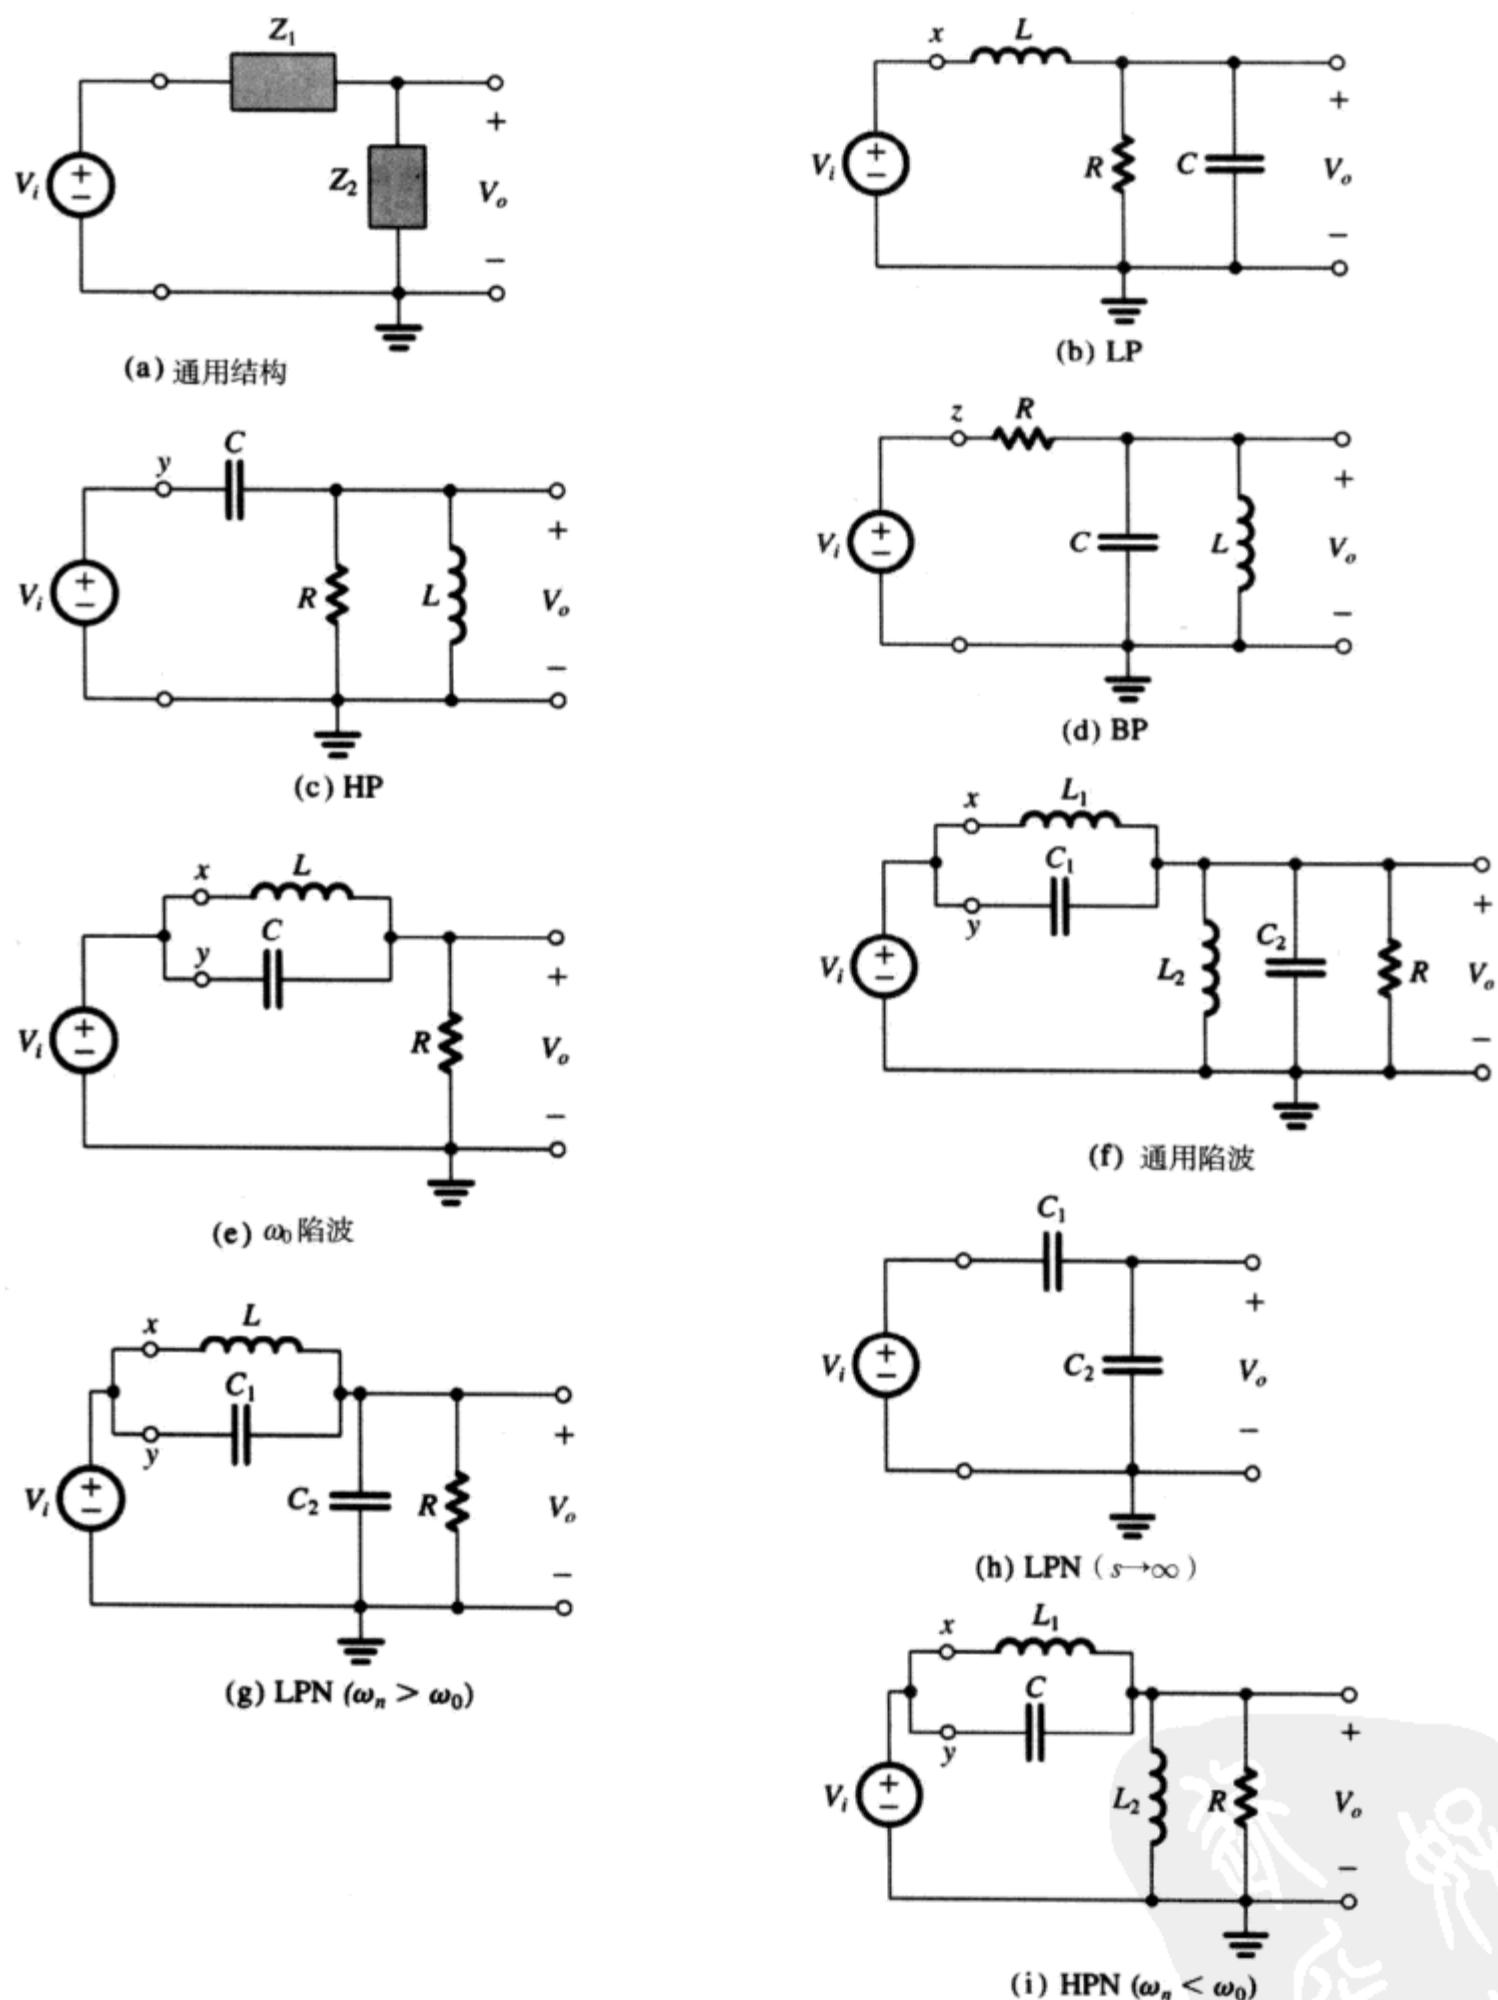 Z₁
Z₂
Vᵢ
+
−
+
Vₒ
−
(a) 通用结构
x
L
Vᵢ
+
−
R
C
+
Vₒ
−
(b) LP
y
C
Vᵢ
+
−
R
L
+
Vₒ
−
(c) HP
z
R
Vᵢ
+
−
C
L
+
Vₒ
−
(d) BP
x
L
y
C
Vᵢ
+
−
R
+
Vₒ
−
(e) ω₀ 陷波
x
L₁
C₁
y
Vᵢ
+
−
L₂
C₂
R
+
Vₒ
−
(f) 通用陷波
x
L
C₁
y
Vᵢ
+
−
C₂
R
+
Vₒ
−
(g) LPN (ωₙ > ω₀)
C₁
Vᵢ
+
−
C₂
+
Vₒ
−
(h) LPN ( s→∞ )
x
L₁
C
y
Vᵢ
+
−
L₂
R
+
Vₒ
−
(i) HPN (ωₙ < ω₀)